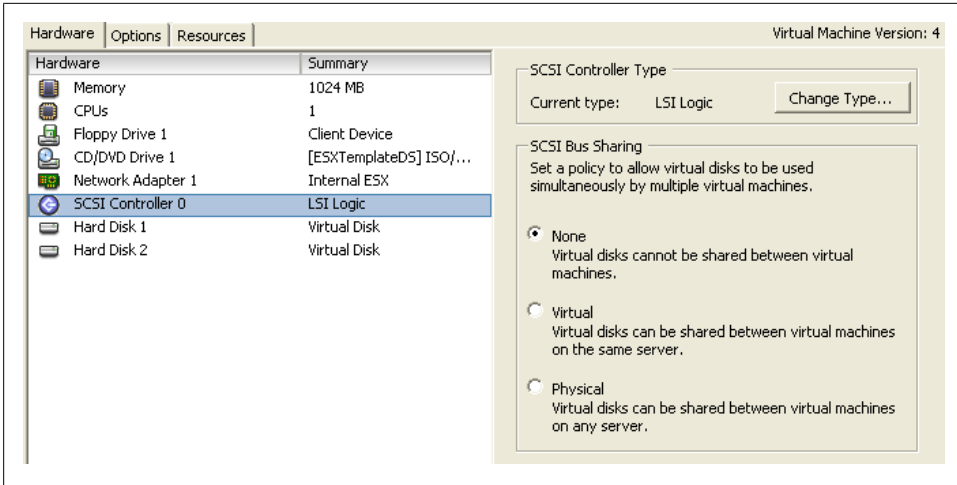 Hardware Options Resources Virtual Machine Version: 4
Hardware Summary
Memory 1024 MB
CPUs 1
Floppy Drive 1 Client Device
CD/DVD Drive 1 [ESXTemplateDS] ISO/...
Network Adapter 1 Internal ESX
SCSI Controller 0 LSI Logic
Hard Disk 1 Virtual Disk
Hard Disk 2 Virtual Disk
SCSI Controller Type
Current type: LSI Logic Change Type...
SCSI Bus Sharing
Set a policy to allow virtual disks to be used
simultaneously by multiple virtual machines.
None
Virtual disks cannot be shared between virtual
machines.
Virtual
Virtual disks can be shared between virtual machines
on the same server.
Physical
Virtual disks can be shared between virtual machines
on any server.